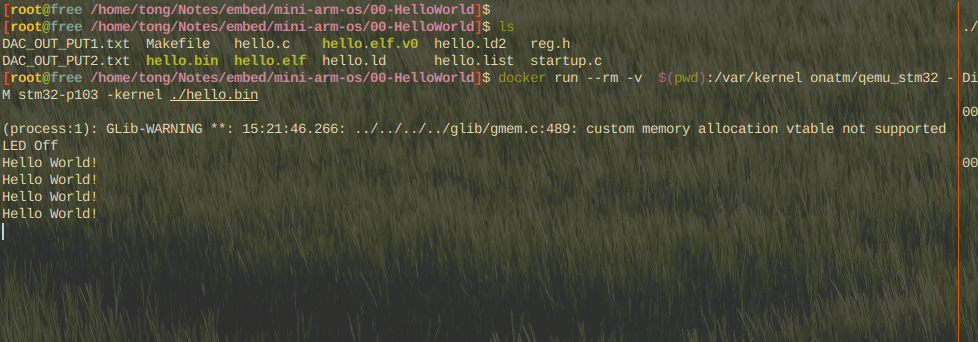 [root@free /home/tong/Notes/embed/mini-arm-os/00-HelloWorld]$
[root@free /home/tong/Notes/embed/mini-arm-os/00-HelloWorld]$ ls
DAC_OUT_PUT1.txt  Makefile   hello.c    hello.elf.v0  hello.ld2   reg.h
DAC_OUT_PUT2.txt  hello.bin  hello.elf  hello.ld      hello.list  startup.c
[root@free /home/tong/Notes/embed/mini-arm-os/00-HelloWorld]$ docker run --rm -v  $(pwd):/var/kernel onatm/qemu_stm32 -
M stm32-p103 -kernel ./hello.bin
(process:1): GLib-WARNING **: 15:21:46.266: ../../../../glib/gmem.c:489: custom memory allocation vtable not supported
LED Off
Hello World!
Hello World!
Hello World!
Hello World!
./
Di
00
00